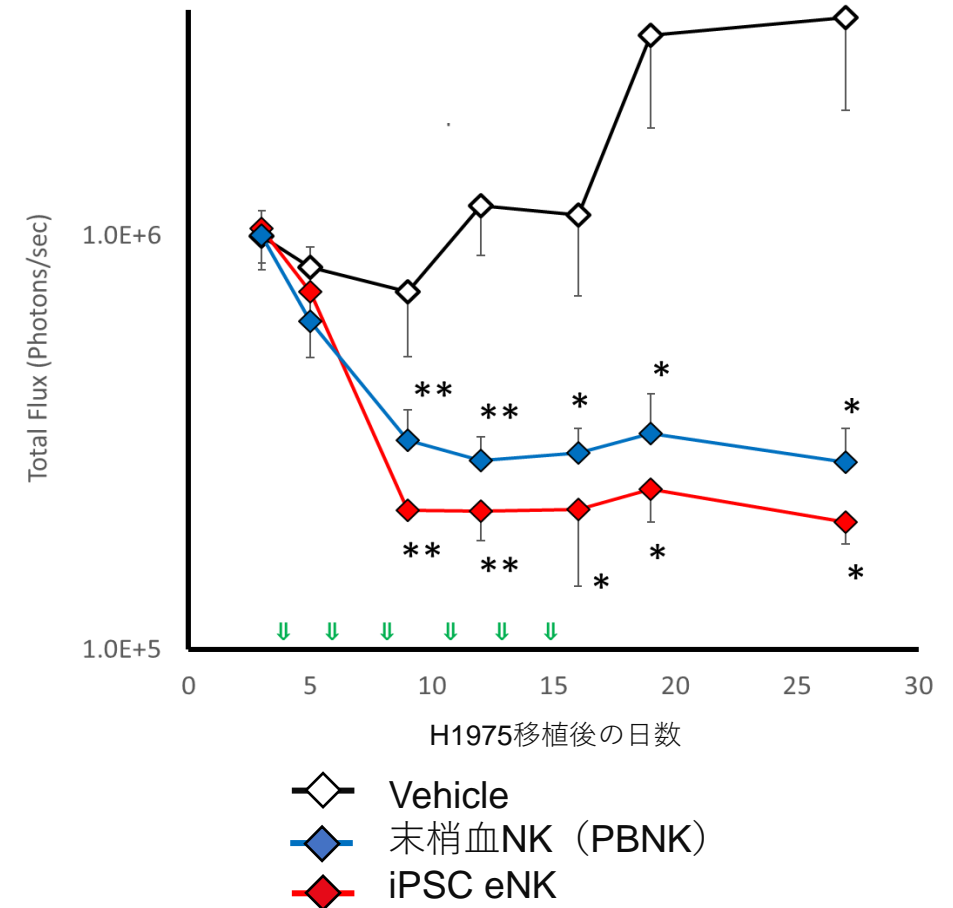 Total Flux (Photons/sec)
1.0E+6
**
**
*
*
*
**
**
*
*
*
⇓ ⇓ ⇓ ⇓ ⇓ ⇓
1.0E+5
0 5 10 15 20 25 30
H1975移植後の日数
Vehicle
末梢血NK（PBNK）
iPSC eNK